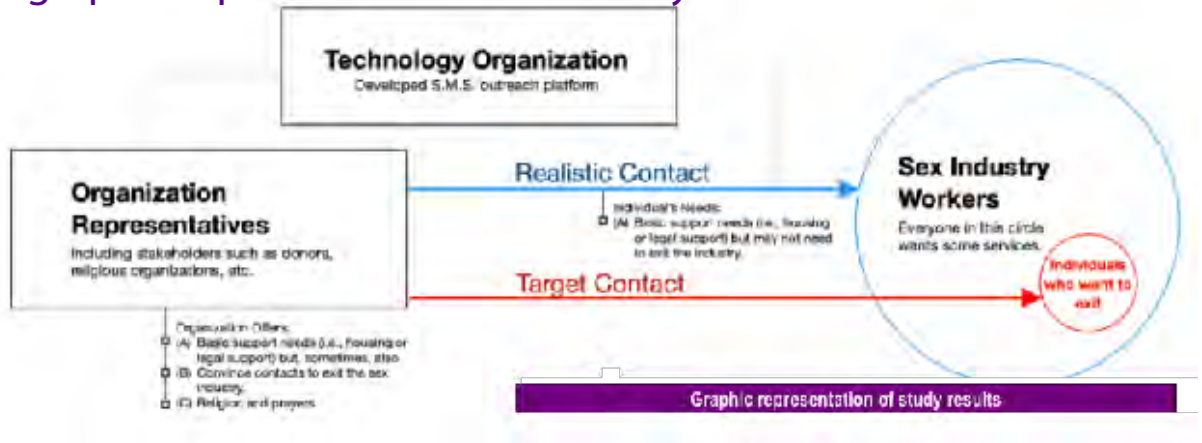 Technology Organization
Developed S.M.S. outreach platform
Organization
Representatives
Including stakeholders such as donors,
religious organizations, etc.
Realistic Contact
Individual's Needs:
(A) Basic support needs (i.e., housing
or legal support) but may not need
to exit the industry.
Target Contact
Sex Industry
Workers
Everyone in this circle
wants some services.
Individuals
who want to
exit
Organization Offers:
(A) Basic support needs (i.e., housing or
legal support) but, sometimes, also
(B) Convince contacts to exit the sex
industry.
(C) Religion and prayers
Graphic representation of study results